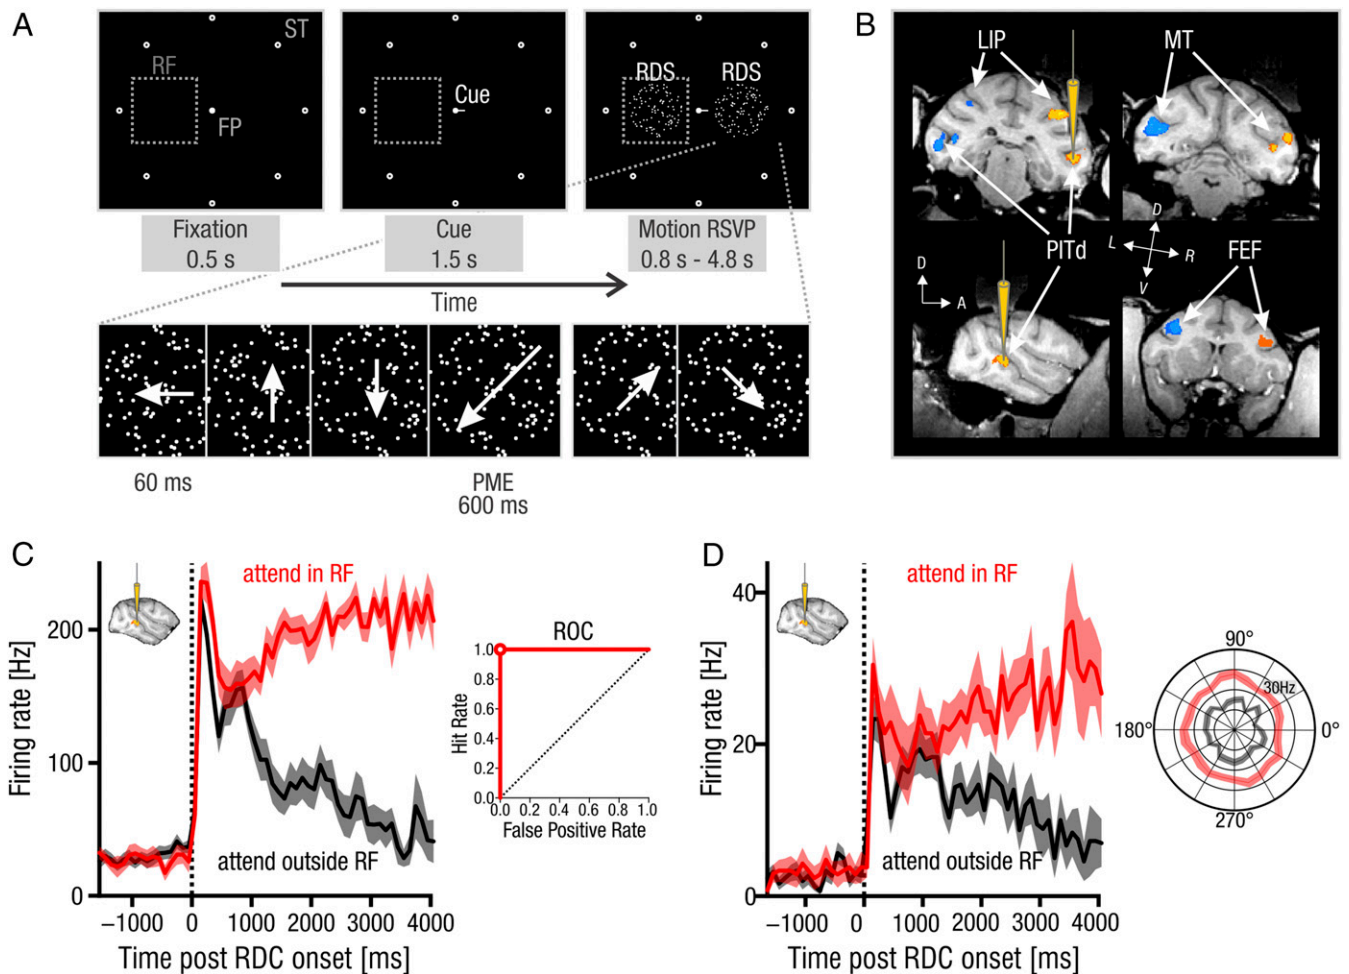 A
ST
RF
FP
Cue
RDS RDS
Fixation
0.5 s
Cue
1.5 s
Motion RSVP
0.8 s - 4.8 s
Time
60 ms
PME
600 ms
B
LIP
MT
PITd
FEF
D
L
R
V
D
A
C
attend in RF
attend outside RF
Firing rate [Hz]
200
100
0
−1000 0 1000 2000 3000 4000
Time post RDC onset [ms]
ROC
Hit Rate
1.0
0.8
0.6
0.4
0.2
0.0
0.0 0.2 0.4 0.6 0.8 1.0
False Positive Rate
D
attend in RF
attend outside RF
Firing rate [Hz]
40
20
0
−1000 0 1000 2000 3000 4000
Time post RDC onset [ms]
90°
30Hz
180°
0°
270°